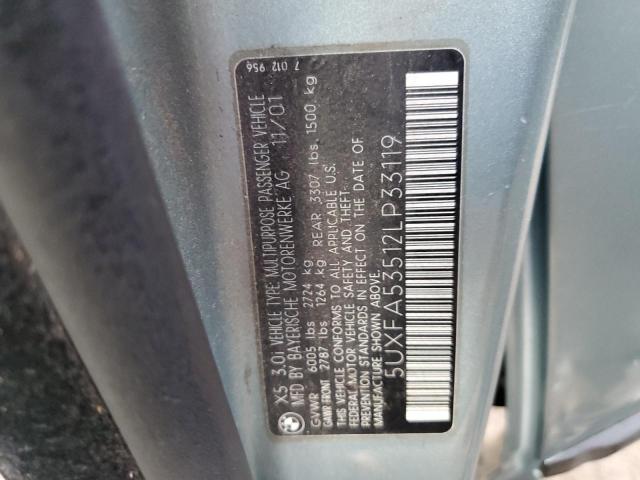 X5 3.0i VEHICLE TYPE: MULTIPURPOSE PASSENGER VEHICLE
MFD BY BAYERISCHE MOTORENWERKE AG 11/01
GVWR 6005 lbs 2724 kg
GAWR FRONT 2787 lbs 1264 kg REAR 3307 lbs. 1500 kg
THIS VEHICLE CONFORMS TO ALL APPLICABLE U.S.
FEDERAL MOTOR VEHICLE SAFETY AND THEFT
PREVENTION STANDARDS IN EFFECT ON THE DATE OF
MANUFACTURE SHOWN ABOVE.
5UXFA53512LP33119
7 012 956